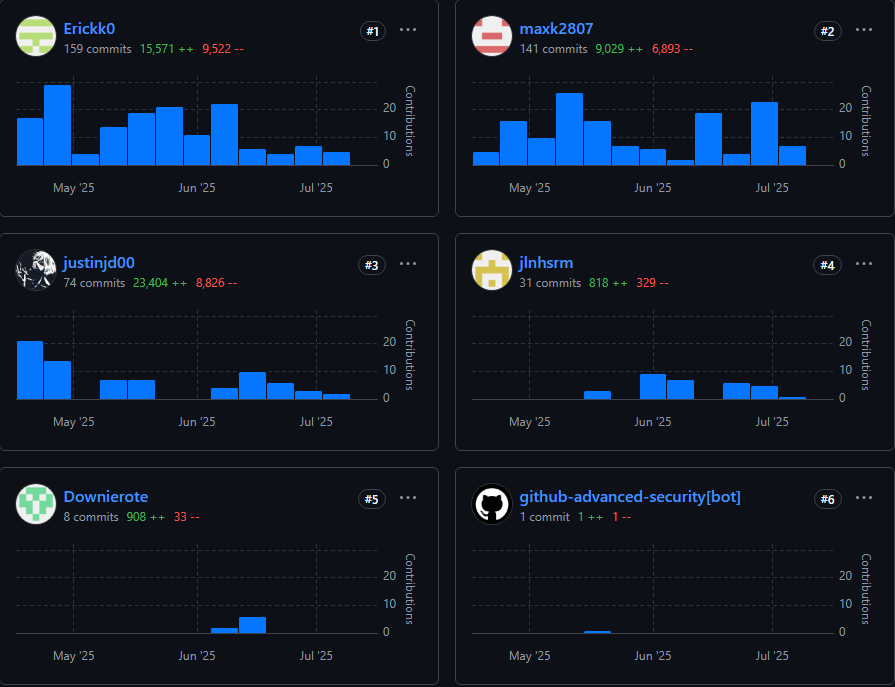 Erickk0 #1 ...
159 commits 15,571 ++ 9,522 --
20
10
0
Contributions
May '25 Jun '25 Jul '25
maxk2807 #2 ...
141 commits 9,029 ++ 6,893 --
20
10
0
Contributions
May '25 Jun '25 Jul '25
justinjd00 #3 ...
74 commits 23,404 ++ 8,826 --
20
10
0
Contributions
May '25 Jun '25 Jul '25
jlnhsrm #4 ...
31 commits 818 ++ 329 --
20
10
0
Contributions
May '25 Jun '25 Jul '25
Downierote #5 ...
8 commits 908 ++ 33 --
20
10
0
Contributions
May '25 Jun '25 Jul '25
github-advanced-security[bot] #6 ...
1 commit 1 ++ 1 --
20
10
0
Contributions
May '25 Jun '25 Jul '25